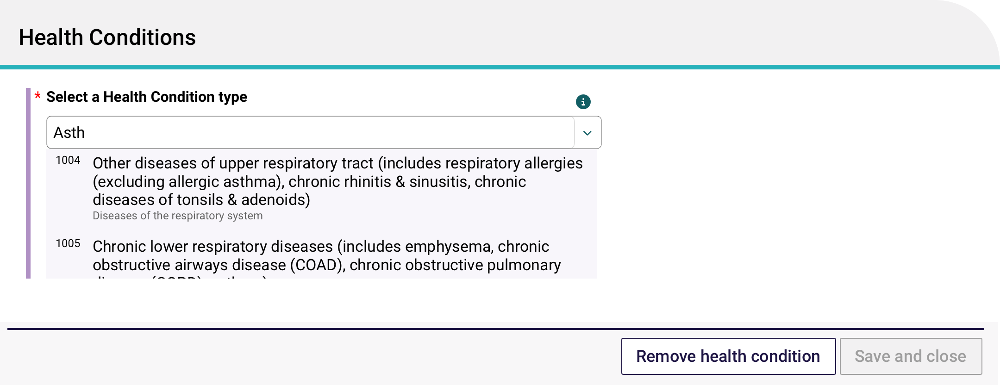 Health Conditions
* Select a Health Condition type
Asth
1004 Other diseases of upper respiratory tract (includes respiratory allergies
(excluding allergic asthma), chronic rhinitis & sinusitis, chronic
diseases of tonsils & adenoids)
Diseases of the respiratory system
1005 Chronic lower respiratory diseases (includes emphysema, chronic
obstructive airways disease (COAD), chronic obstructive pulmonary
Remove health condition
Save and close